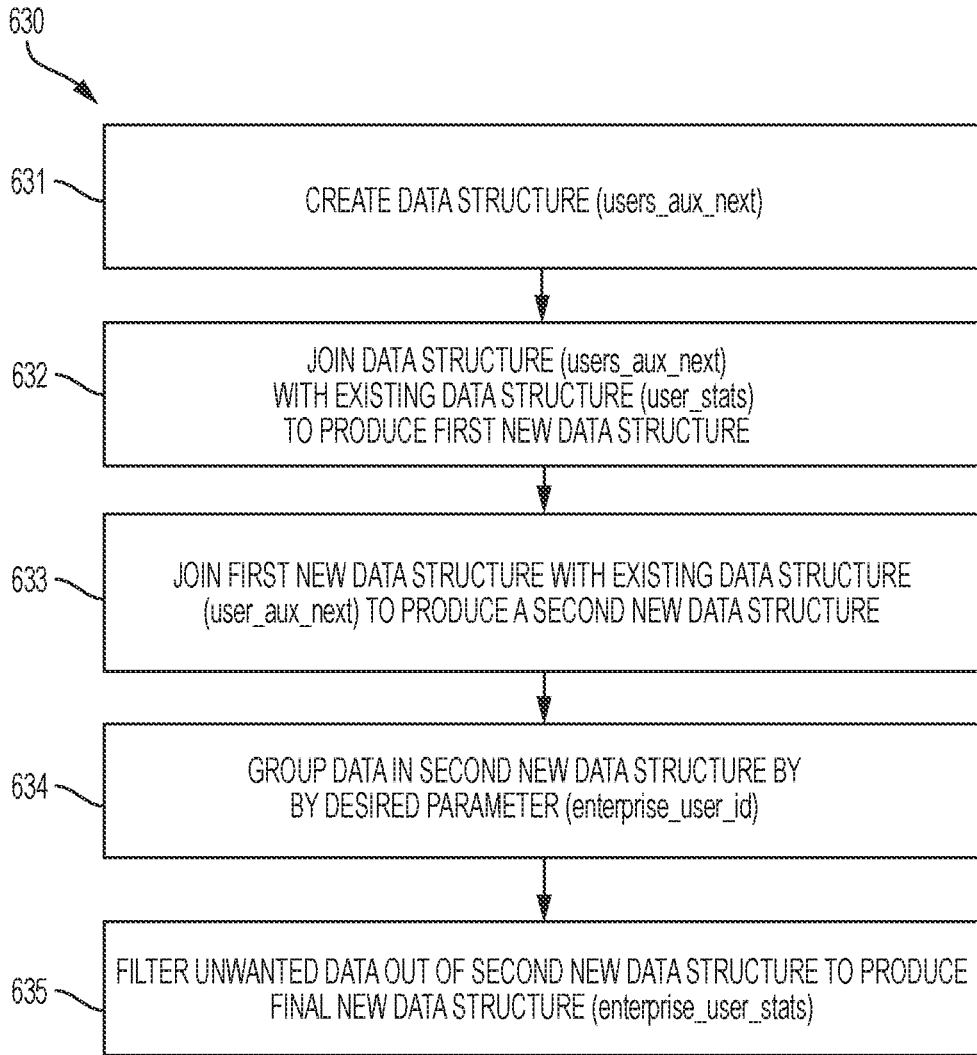 630
631
CREATE DATA STRUCTURE (users_aux_next)
632
JOIN DATA STRUCTURE (users_aux_next)
WITH EXISTING DATA STRUCTURE (user_stats)
TO PRODUCE FIRST NEW DATA STRUCTURE
633
JOIN FIRST NEW DATA STRUCTURE WITH EXISTING DATA STRUCTURE
(user_aux_next) TO PRODUCE A SECOND NEW DATA STRUCTURE
634
GROUP DATA IN SECOND NEW DATA STRUCTURE BY
BY DESIRED PARAMETER (enterprise_user_id)
635
FILTER UNWANTED DATA OUT OF SECOND NEW DATA STRUCTURE TO PRODUCE
FINAL NEW DATA STRUCTURE (enterprise_user_stats)